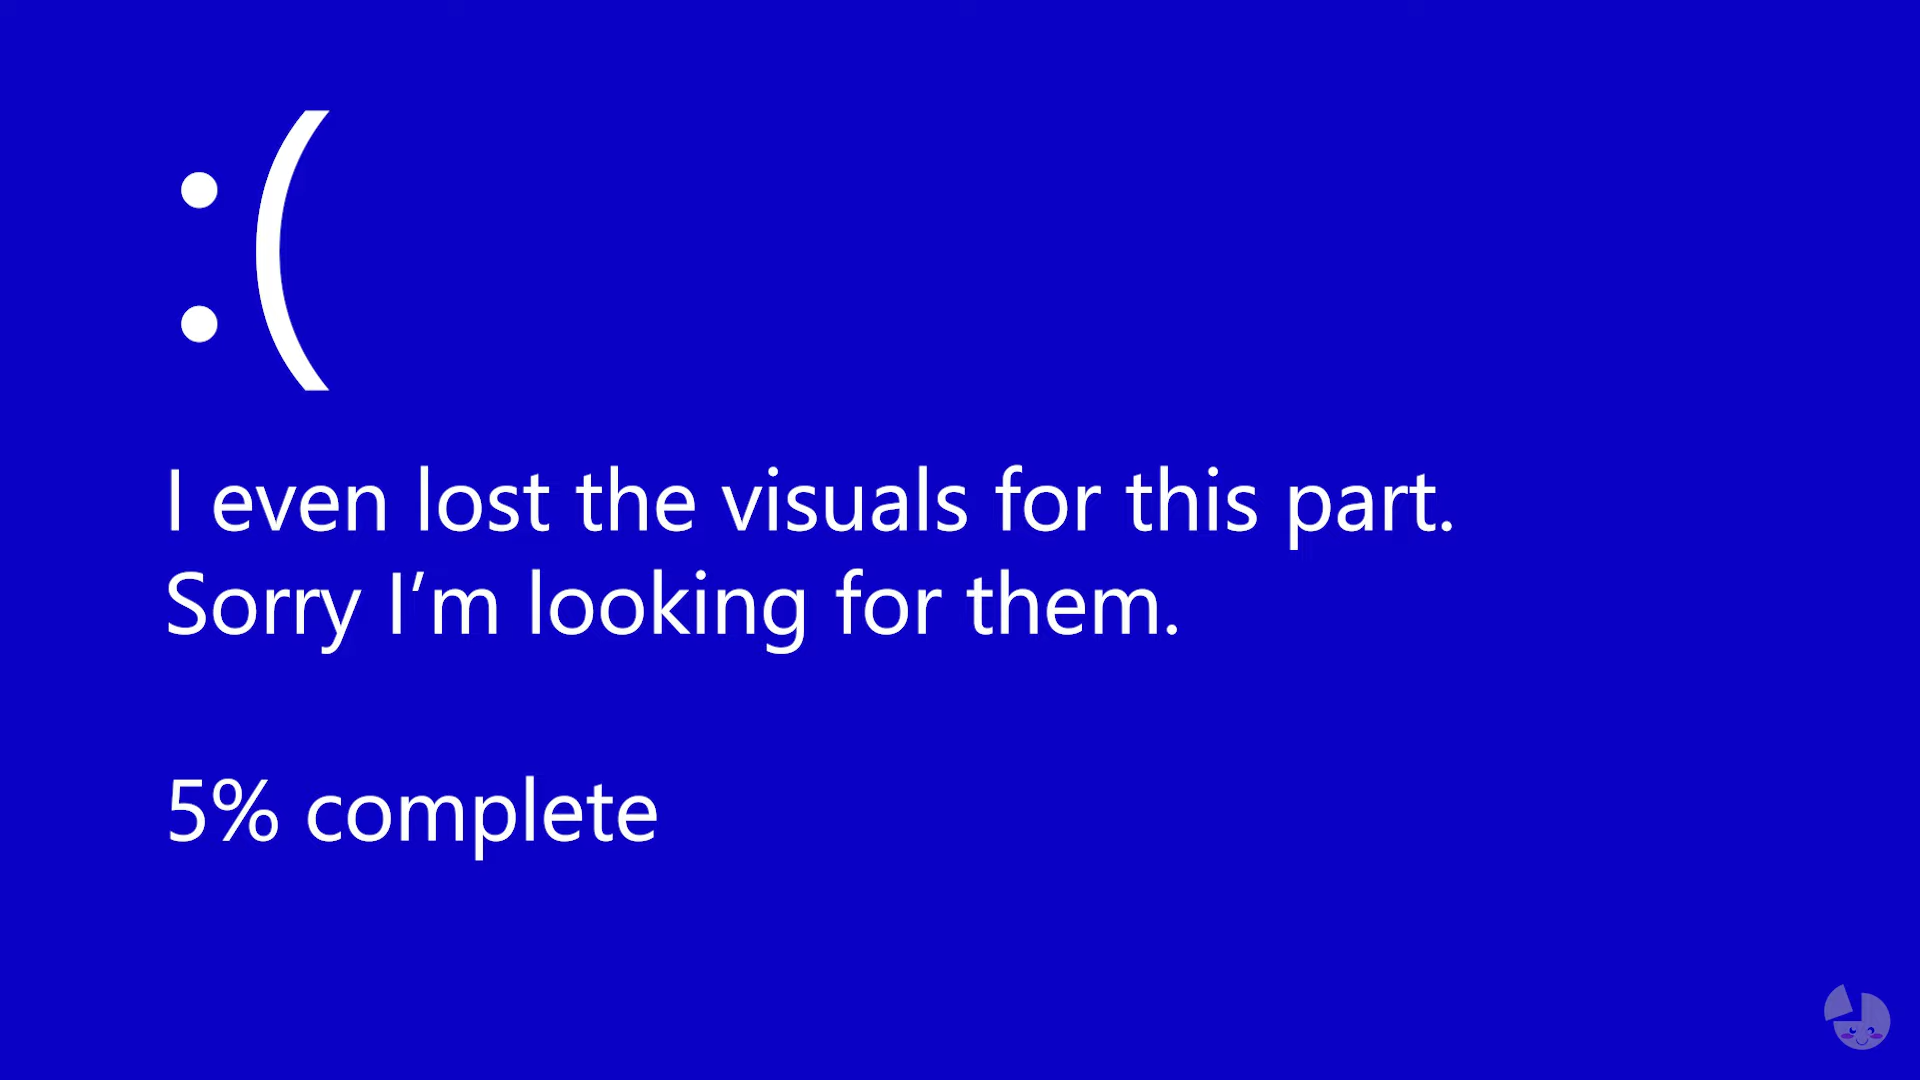 :(
I even lost the visuals for this part.
Sorry I’m looking for them.
5% complete